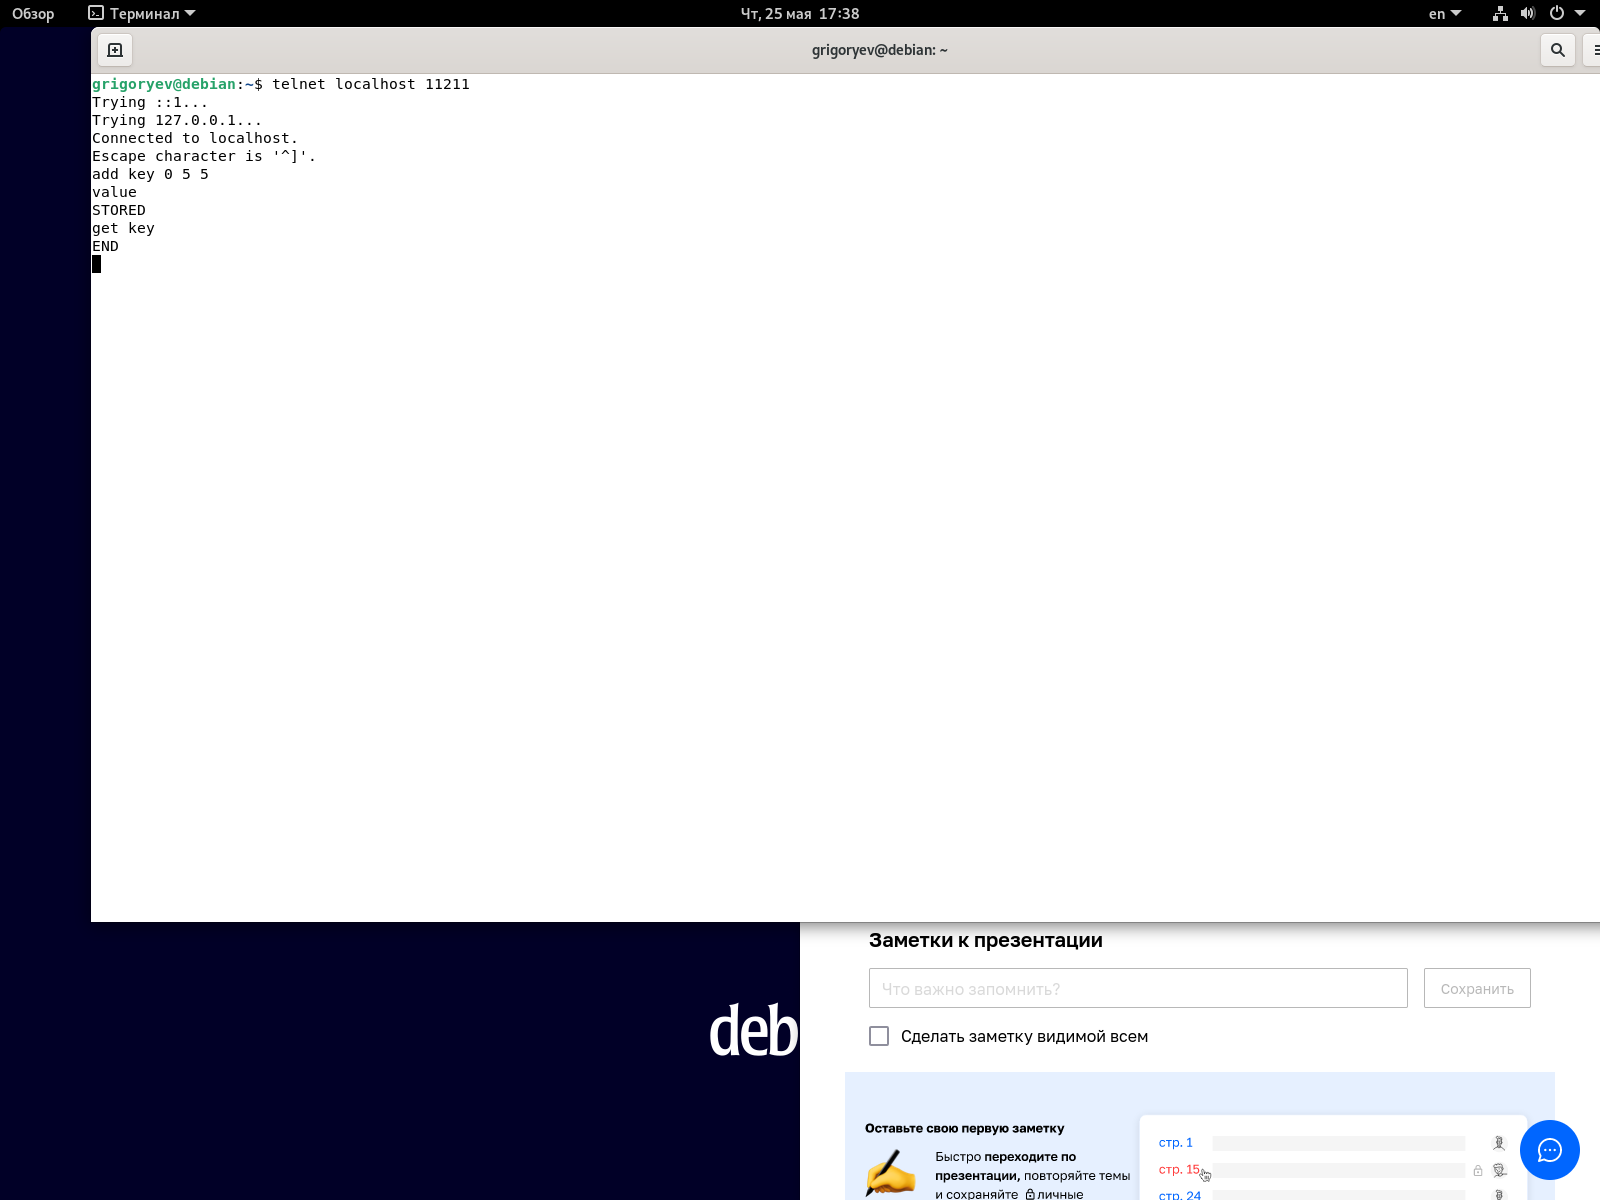 Обзор
Терминал
Чт, 25 мая 17:38
en
grigoryev@debian: ~
grigoryev@debian:~$ telnet localhost 11211
Trying ::1...
Trying 127.0.0.1...
Connected to localhost.
Escape character is '^]'.
add key 0 5 5
value
STORED
get key
END
deb
Заметки к презентации
Что важно запомнить?
Сохранить
Сделать заметку видимой всем
Оставьте свою первую заметку
Быстро переходите по
презентации, повторяйте темы
и сохраняйте личные
стр. 1
стр. 15
стр. 24